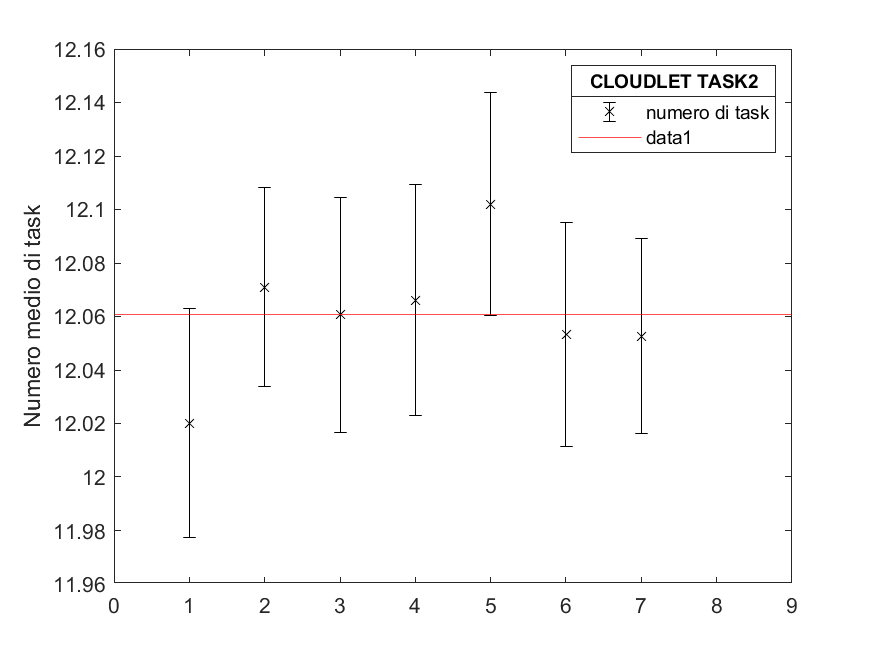 12.16
12.14
12.12
12.1
12.08
12.06
12.04
12.02
12
11.98
11.96
Numero medio di task
CLOUDLET TASK2
numero di task
data1
0 1 2 3 4 5 6 7 8 9